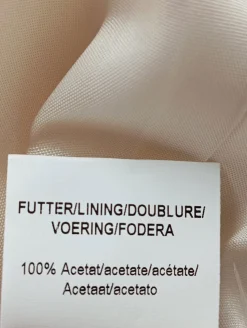 FUTTER/LINING/DOUBLURE/
VOERING/FODERA
100% Acetat/acetate/acétate/
Acetaat/acetato